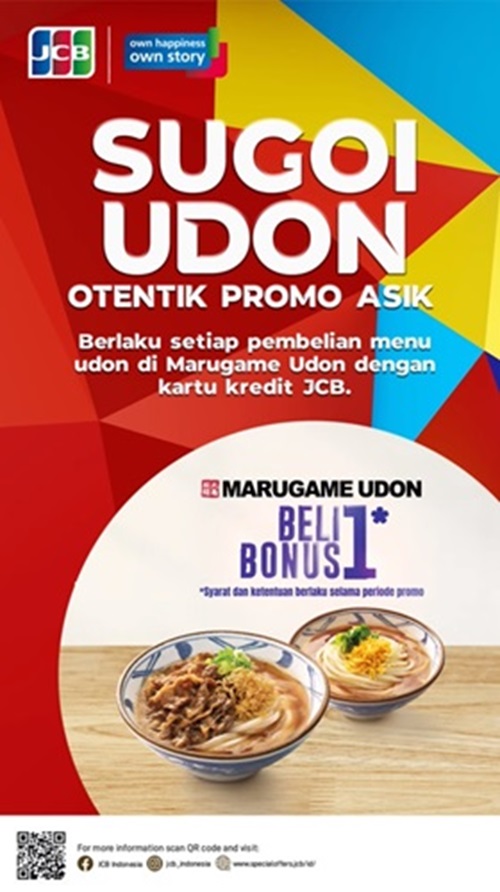 JCB
own happiness
own story
SUGOI
UDON
OTENTIK PROMO ASIK
Berlaku setiap pembelian menu
udon di Marugame Udon dengan
kartu kredit JCB.
MARUGAME UDON
BELI 1*
BONUS
*Syarat dan ketentuan berlaku selama periode promo
For more information scan QR code and visit:
JCB Indonesia jcb_indonesia www.specialoffers.jcb/id/